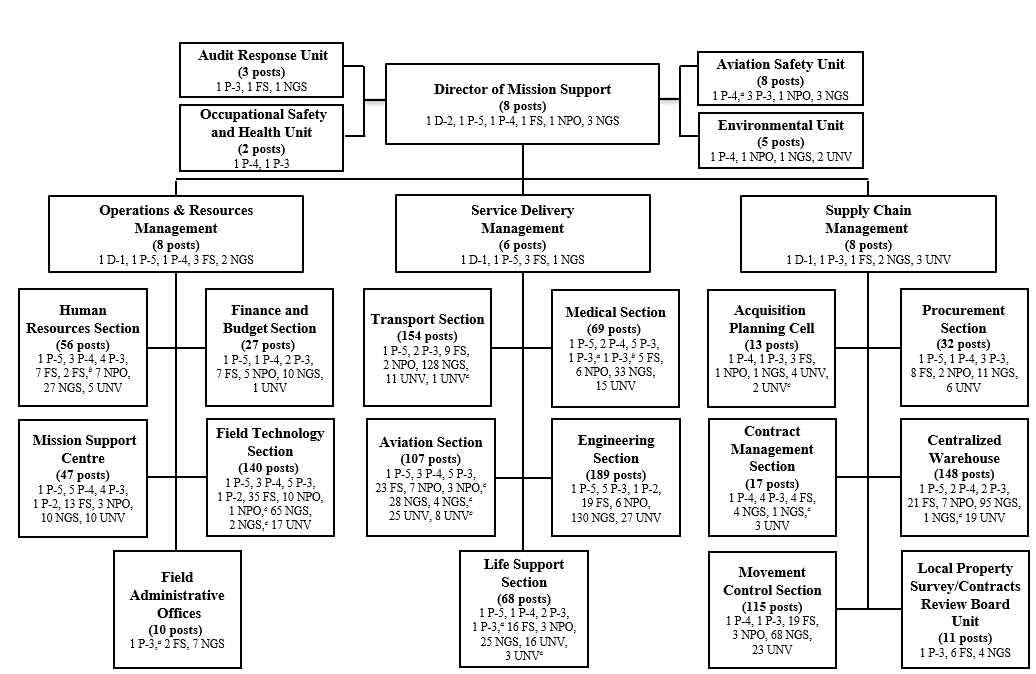 Audit Response Unit
(3 posts)
1 P-3, 1 FS, 1 NGS
Occupational Safety
and Health Unit
(2 posts)
1 P-4, 1 P-3
Director of Mission Support
(8 posts)
1 D-2, 1 P-5, 1 P-4, 1 FS, 1 NPO, 3 NGS
Aviation Safety Unit
(8 posts)
1 P-4,ᵃ 3 P-3, 1 NPO, 3 NGS
Environmental Unit
(5 posts)
1 P-4, 1 NPO, 1 NGS, 2 UNV
Operations & Resources
Management
(8 posts)
1 D-1, 1 P-5, 1 P-4, 3 FS, 2 NGS
Service Delivery
Management
(6 posts)
1 D-1, 1 P-5, 3 FS, 1 NGS
Supply Chain
Management
(8 posts)
1 D-1, 1 P-3, 1 FS, 2 NGS, 3 UNV
Human
Resources Section
(56 posts)
1 P-5, 3 P-4, 4 P-3,
7 FS, 2 FS,ᵇ 7 NPO,
27 NGS, 5 UNV
Finance and
Budget Section
(27 posts)
1 P-5, 1 P-4, 2 P-3,
7 FS, 5 NPO, 10 NGS,
1 UNV
Transport Section
(154 posts)
1 P-5, 2 P-3, 9 FS,
2 NPO, 128 NGS,
11 UNV, 1 UNVᶜ
Medical Section
(69 posts)
1 P-5, 2 P-4, 5 P-3,
1 P-3,ᵃ 1 P-3,ᵇ 5 FS,
6 NPO, 33 NGS,
15 UNV
Acquisition
Planning Cell
(13 posts)
1 P-4, 1 P-3, 3 FS,
1 NPO, 1 NGS, 4 UNV,
2 UNVᶜ
Procurement
Section
(32 posts)
1 P-5, 1 P-4, 3 P-3,
8 FS, 2 NPO, 11 NGS,
6 UNV
Mission Support
Centre
(47 posts)
1 P-5, 5 P-4, 4 P-3,
1 P-2, 13 FS, 3 NPO,
10 NGS, 10 UNV
Field Technology
Section
(140 posts)
1 P-5, 3 P-4, 5 P-3,
1 P-2, 35 FS, 10 NPO,
1 NPO,ᶜ 65 NGS,
2 NGS,ᶜ 17 UNV
Aviation Section
(107 posts)
1 P-5, 3 P-4, 5 P-3,
23 FS, 7 NPO, 3 NPO,ᶜ
28 NGS, 4 NGS,ᶜ
25 UNV, 8 UNVᶜ
Engineering
Section
(189 posts)
1 P-5, 5 P-3, 1 P-2,
19 FS, 6 NPO,
130 NGS, 27 UNV
Contract
Management
Section
(17 posts)
1 P-4, 4 P-3, 4 FS,
4 NGS, 1 NGS,ᶜ
3 UNV
Centralized
Warehouse
(148 posts)
1 P-5, 2 P-4, 2 P-3,
21 FS, 7 NPO, 95 NGS,
1 NGS,ᶜ 19 UNV
Field
Administrative
Offices
(10 posts)
1 P-3,ᵃ 2 FS, 7 NGS
Life Support
Section
(68 posts)
1 P-5, 1 P-4, 2 P-3,
1 P-3,ᵃ 16 FS, 3 NPO,
25 NGS, 16 UNV,
3 UNVᶜ
Movement
Control Section
(115 posts)
1 P-4, 1 P-3, 19 FS,
3 NPO, 68 NGS,
23 UNV
Local Property
Survey/Contracts
Review Board
Unit
(11 posts)
1 P-3, 6 FS, 4 NGS